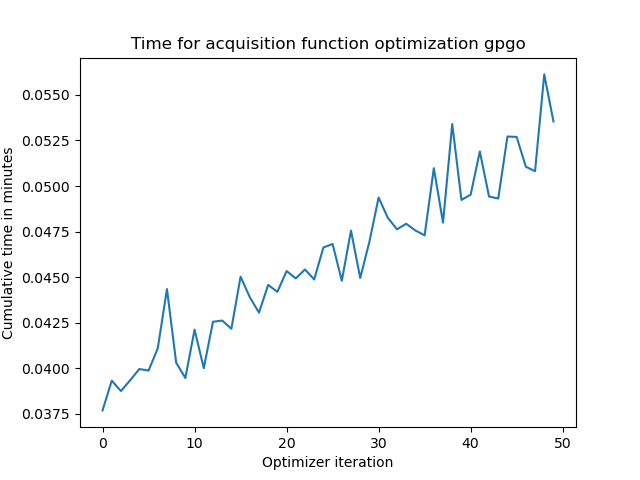 Time for acquisition function optimization gpgo
0.0550
0.0525
0.0500
0.0475
0.0450
0.0425
0.0400
0.0375
Cumulative time in minutes
0 10 20 30 40 50
Optimizer iteration